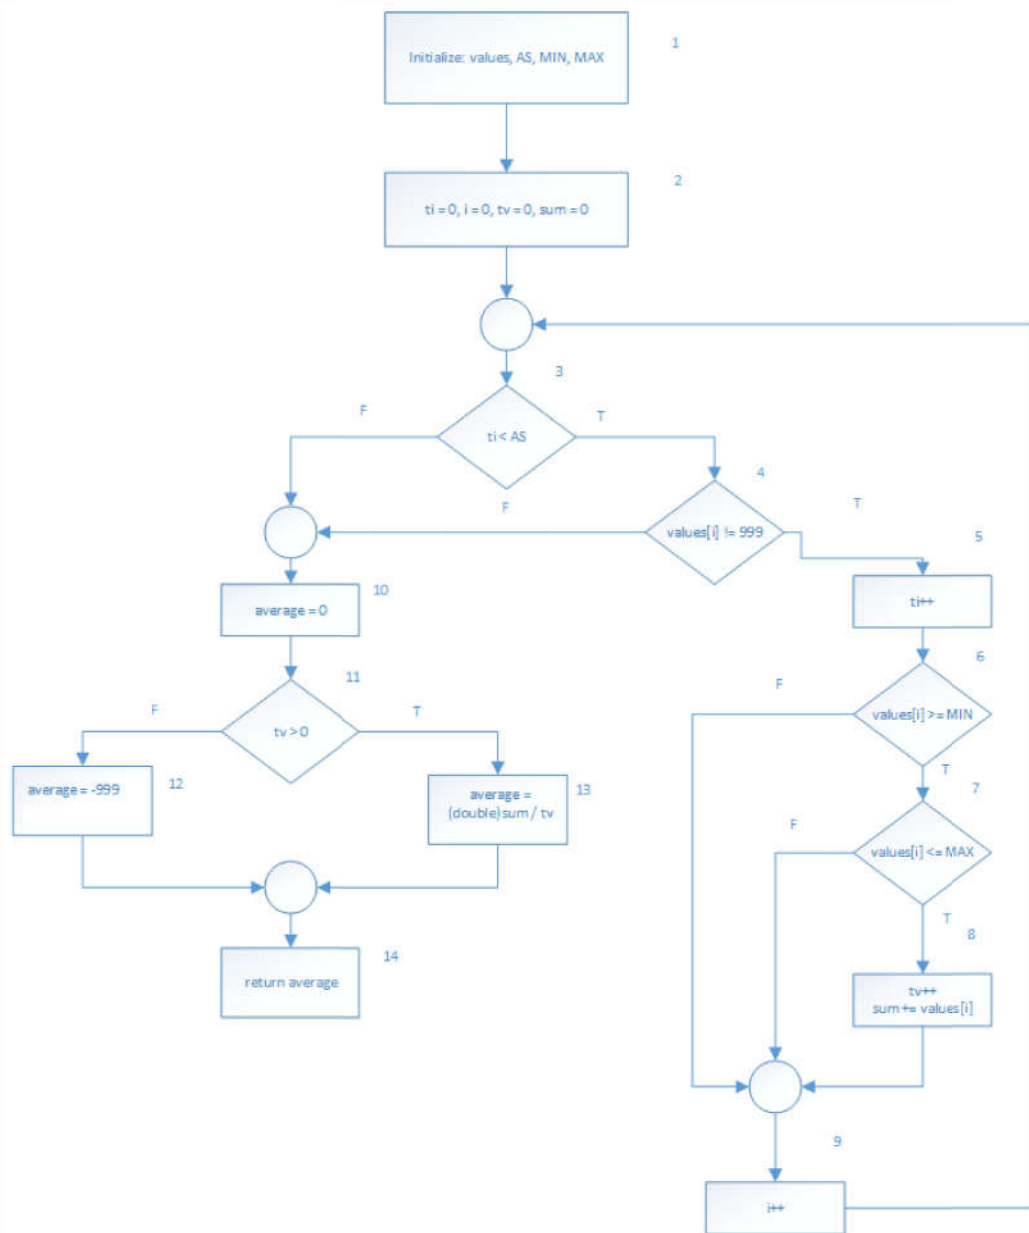 Initialize: values, AS, MIN, MAX
1
ti = 0, i = 0, tv = 0, sum = 0
2
3
ti < AS
F
T
4
values[i] != 999
F
T
5
ti++
10
average = 0
6
values[i] >= MIN
F
T
11
tv > 0
F
T
7
values[i] <= MAX
F
T
12
average = -999
13
average =
(double)sum / tv
8
tv++
sum += values[i]
14
return average
9
i++